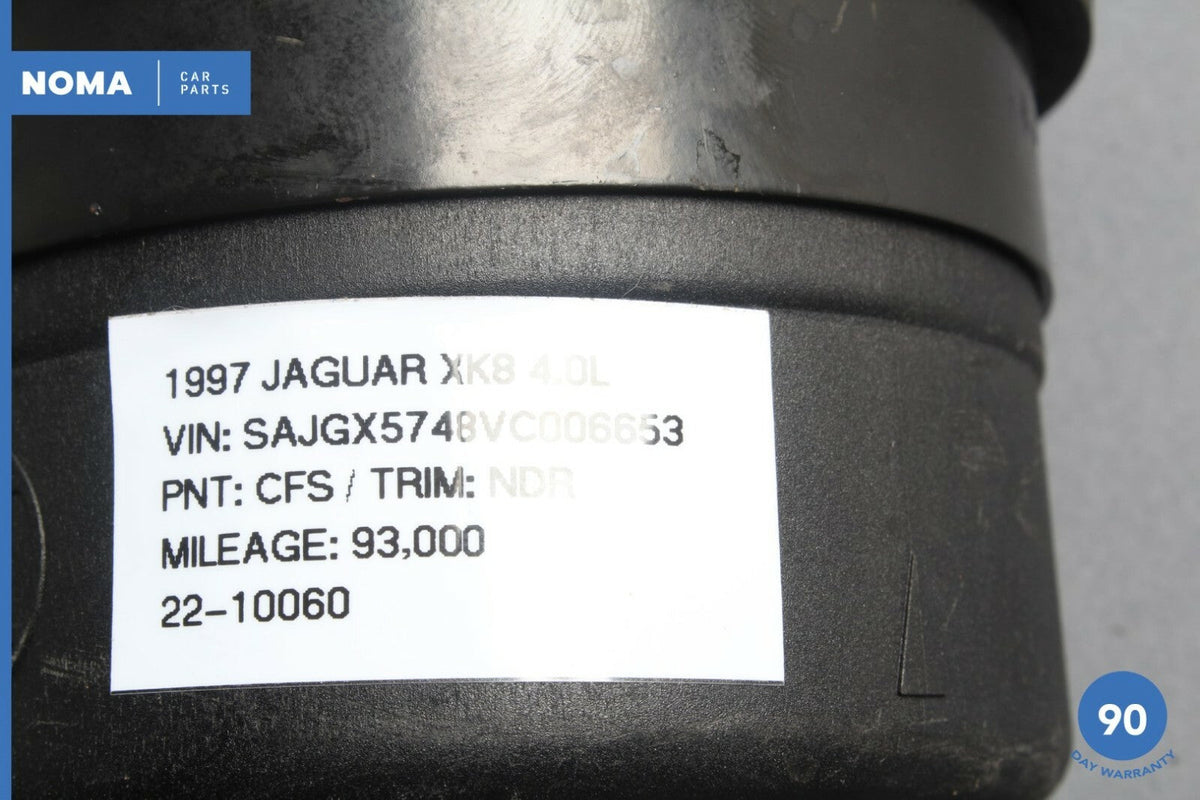 NOMA CAR PARTS
1997 JAGUAR XK8 4.0L
VIN: SAJGX5748VC006653
PNT: CFS / TRIM: NDR
MILEAGE: 93,000
22-10060
L
90
DAY WARRANTY